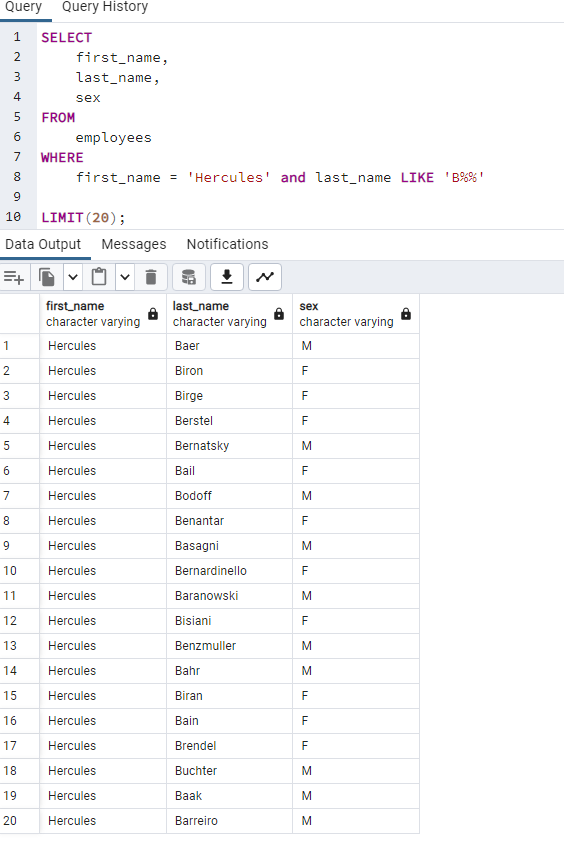 Query Query History
1 SELECT
2 first_name,
3 last_name,
4 sex
5 FROM
6 employees
7 WHERE
8 first_name = 'Hercules' and last_name LIKE 'B%%'
9
10 LIMIT(20);
Data Output Messages Notifications
first_name last_name sex
character varying character varying character varying
1 Hercules Baer M
2 Hercules Biron F
3 Hercules Birge F
4 Hercules Berstel F
5 Hercules Bernatsky M
6 Hercules Bail F
7 Hercules Bodoff M
8 Hercules Benantar F
9 Hercules Basagni M
10 Hercules Bernardinello F
11 Hercules Baranowski M
12 Hercules Bisiani F
13 Hercules Benzmuller M
14 Hercules Bahr M
15 Hercules Biran F
16 Hercules Bain F
17 Hercules Brendel F
18 Hercules Buchter M
19 Hercules Baak M
20 Hercules Barreiro M